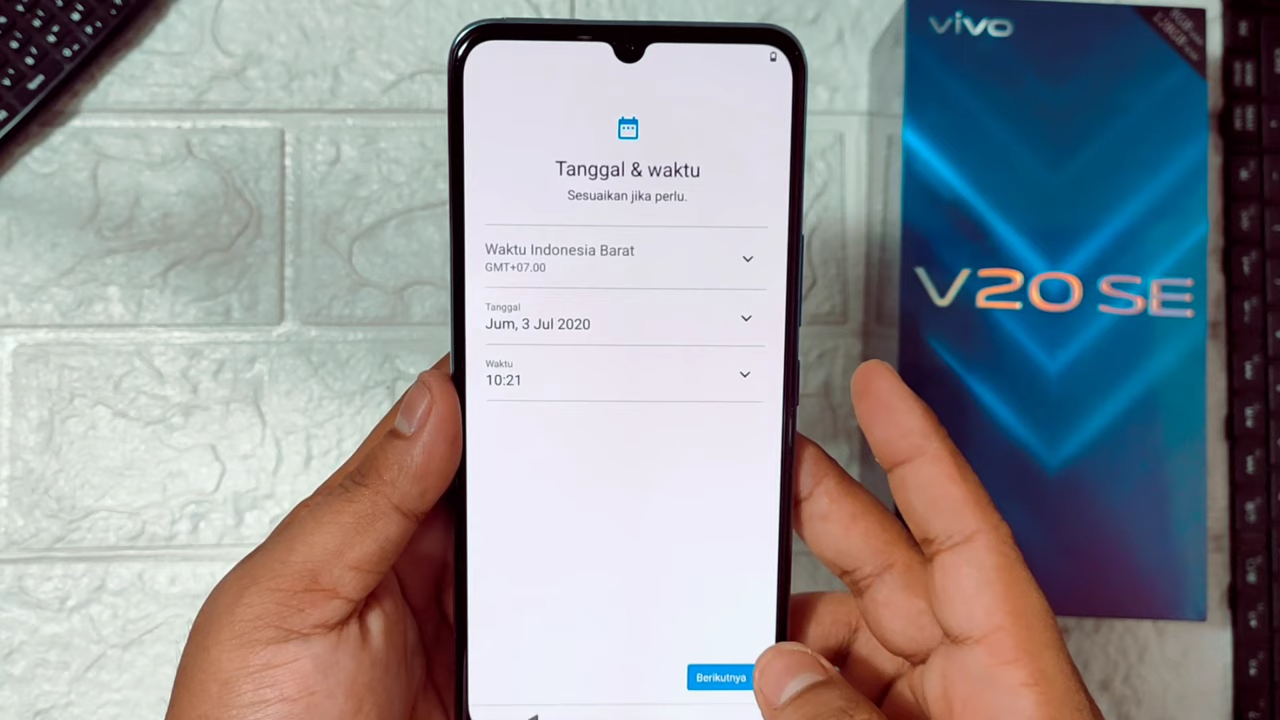 Tanggal & waktu
Sesuaikan jika perlu.
Waktu Indonesia Barat
GMT+07.00
Tanggal
Jum, 3 Jul 2020
Waktu
10:21
Berikutnya
vivo
V20 SE